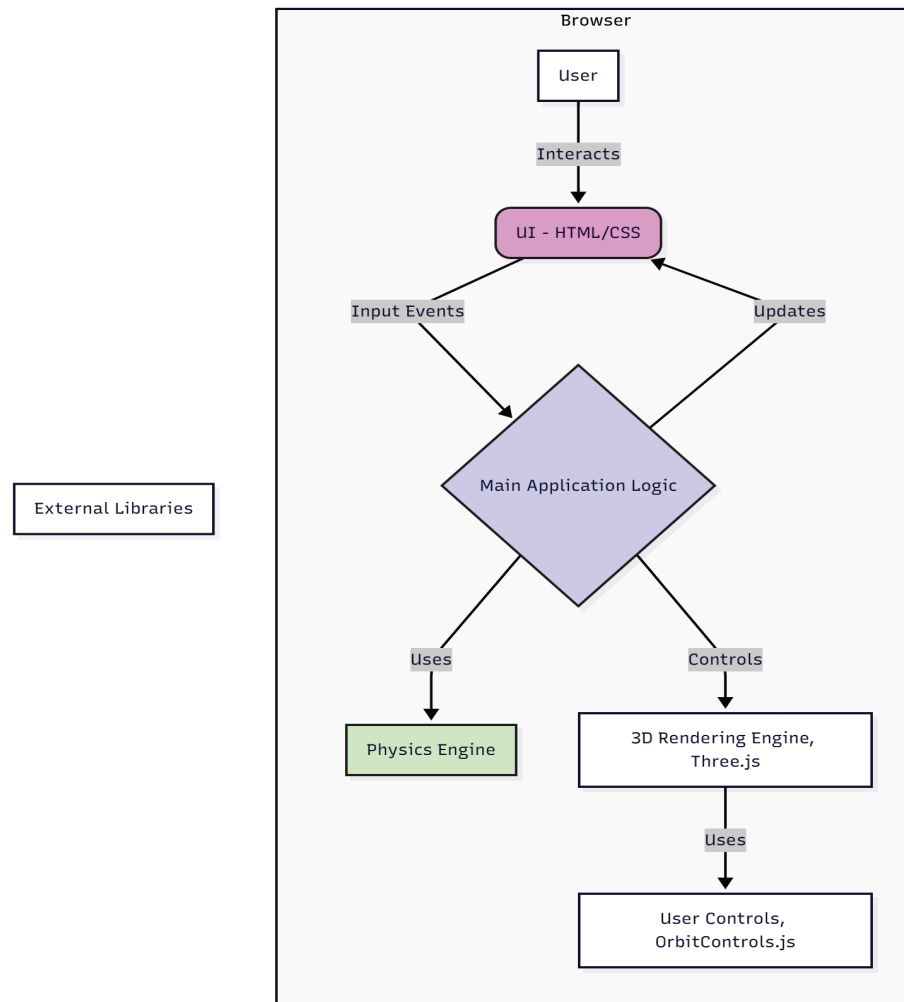 Browser
User
Interacts
UI - HTML/CSS
Input Events
Updates
Main Application Logic
External Libraries
Uses
Controls
Physics Engine
3D Rendering Engine,
Three.js
Uses
User Controls,
OrbitControls.js